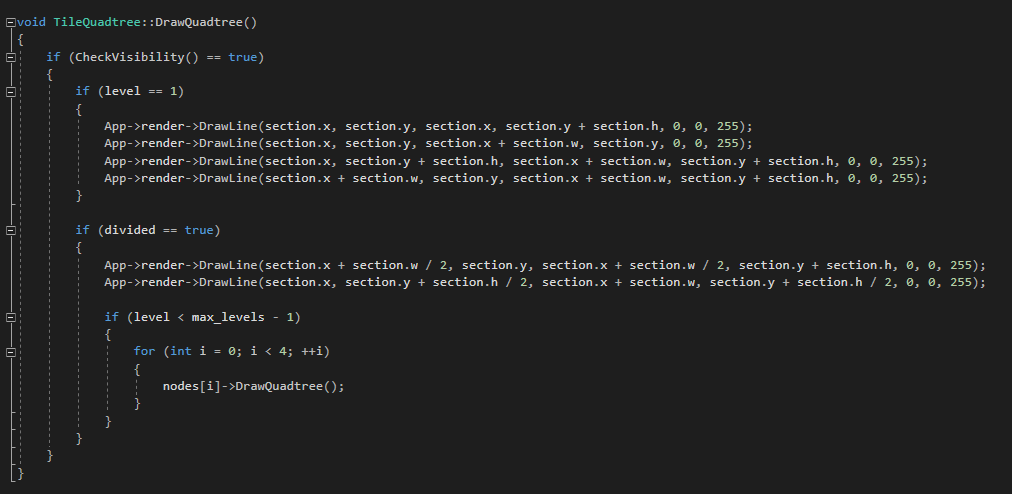 void TileQuadtree::DrawQuadtree()
{
    if (CheckVisibility() == true)
    {
        if (level == 1)
        {
            App->render->DrawLine(section.x, section.y, section.x, section.y + section.h, 0, 0, 255);
            App->render->DrawLine(section.x, section.y, section.x + section.w, section.y, 0, 0, 255);
            App->render->DrawLine(section.x, section.y + section.h, section.x + section.w, section.y + section.h, 0, 0, 255);
            App->render->DrawLine(section.x + section.w, section.y, section.x + section.w, section.y + section.h, 0, 0, 255);
        }

        if (divided == true)
        {
            App->render->DrawLine(section.x + section.w / 2, section.y, section.x + section.w / 2, section.y + section.h, 0, 0, 255);
            App->render->DrawLine(section.x, section.y + section.h / 2, section.x + section.w, section.y + section.h / 2, 0, 0, 255);

            if (level < max_levels - 1)
            {
                for (int i = 0; i < 4; ++i)
                {
                    nodes[i]->DrawQuadtree();
                }
            }
        }
    }
}